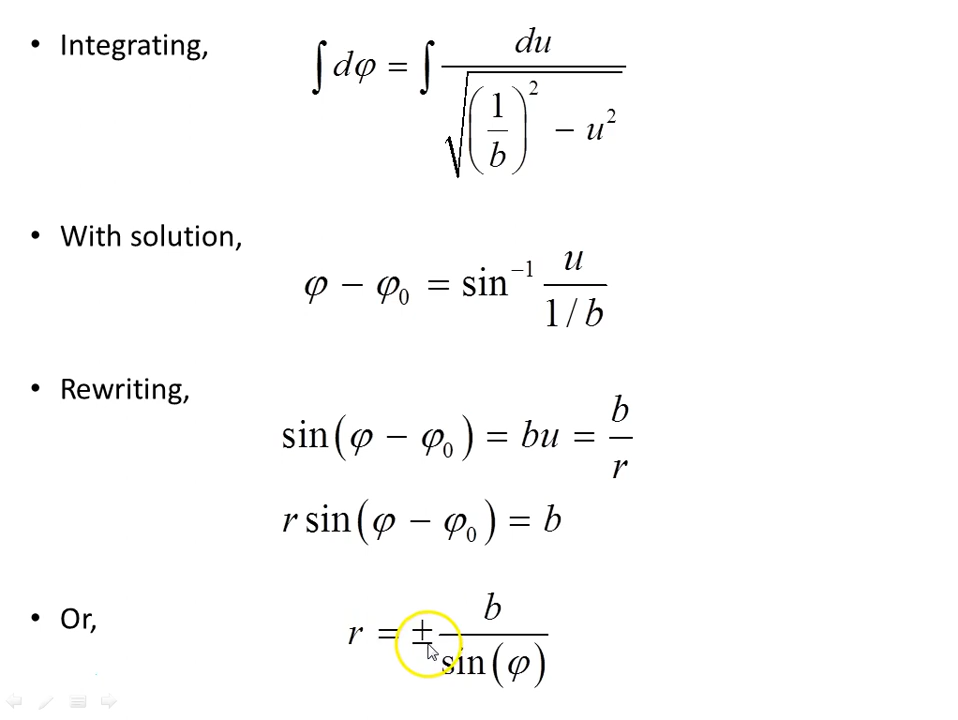 • Integrating, ∫dφ = ∫ du / √((1/b)² − u²)
• With solution,
φ − φ₀ = sin⁻¹ u / (1/b)
• Rewriting,
sin(φ − φ₀) = bu = b/r
r sin(φ − φ₀) = b
• Or, r = ± b / sin(φ)